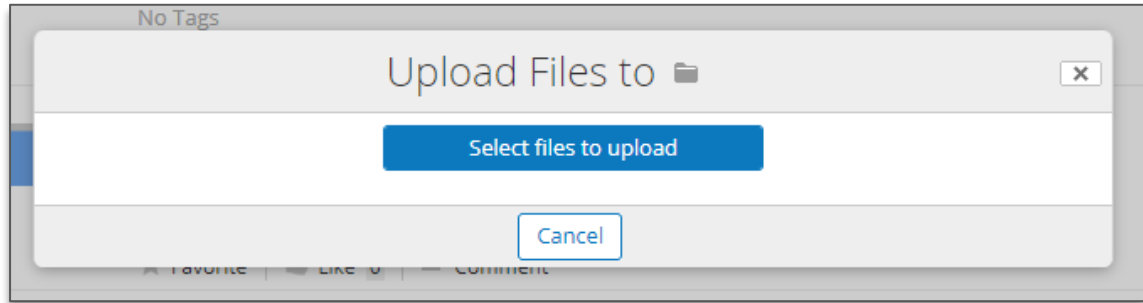 No Tags
Upload Files to
Select files to upload
Cancel
Favorite Like 0 Comment